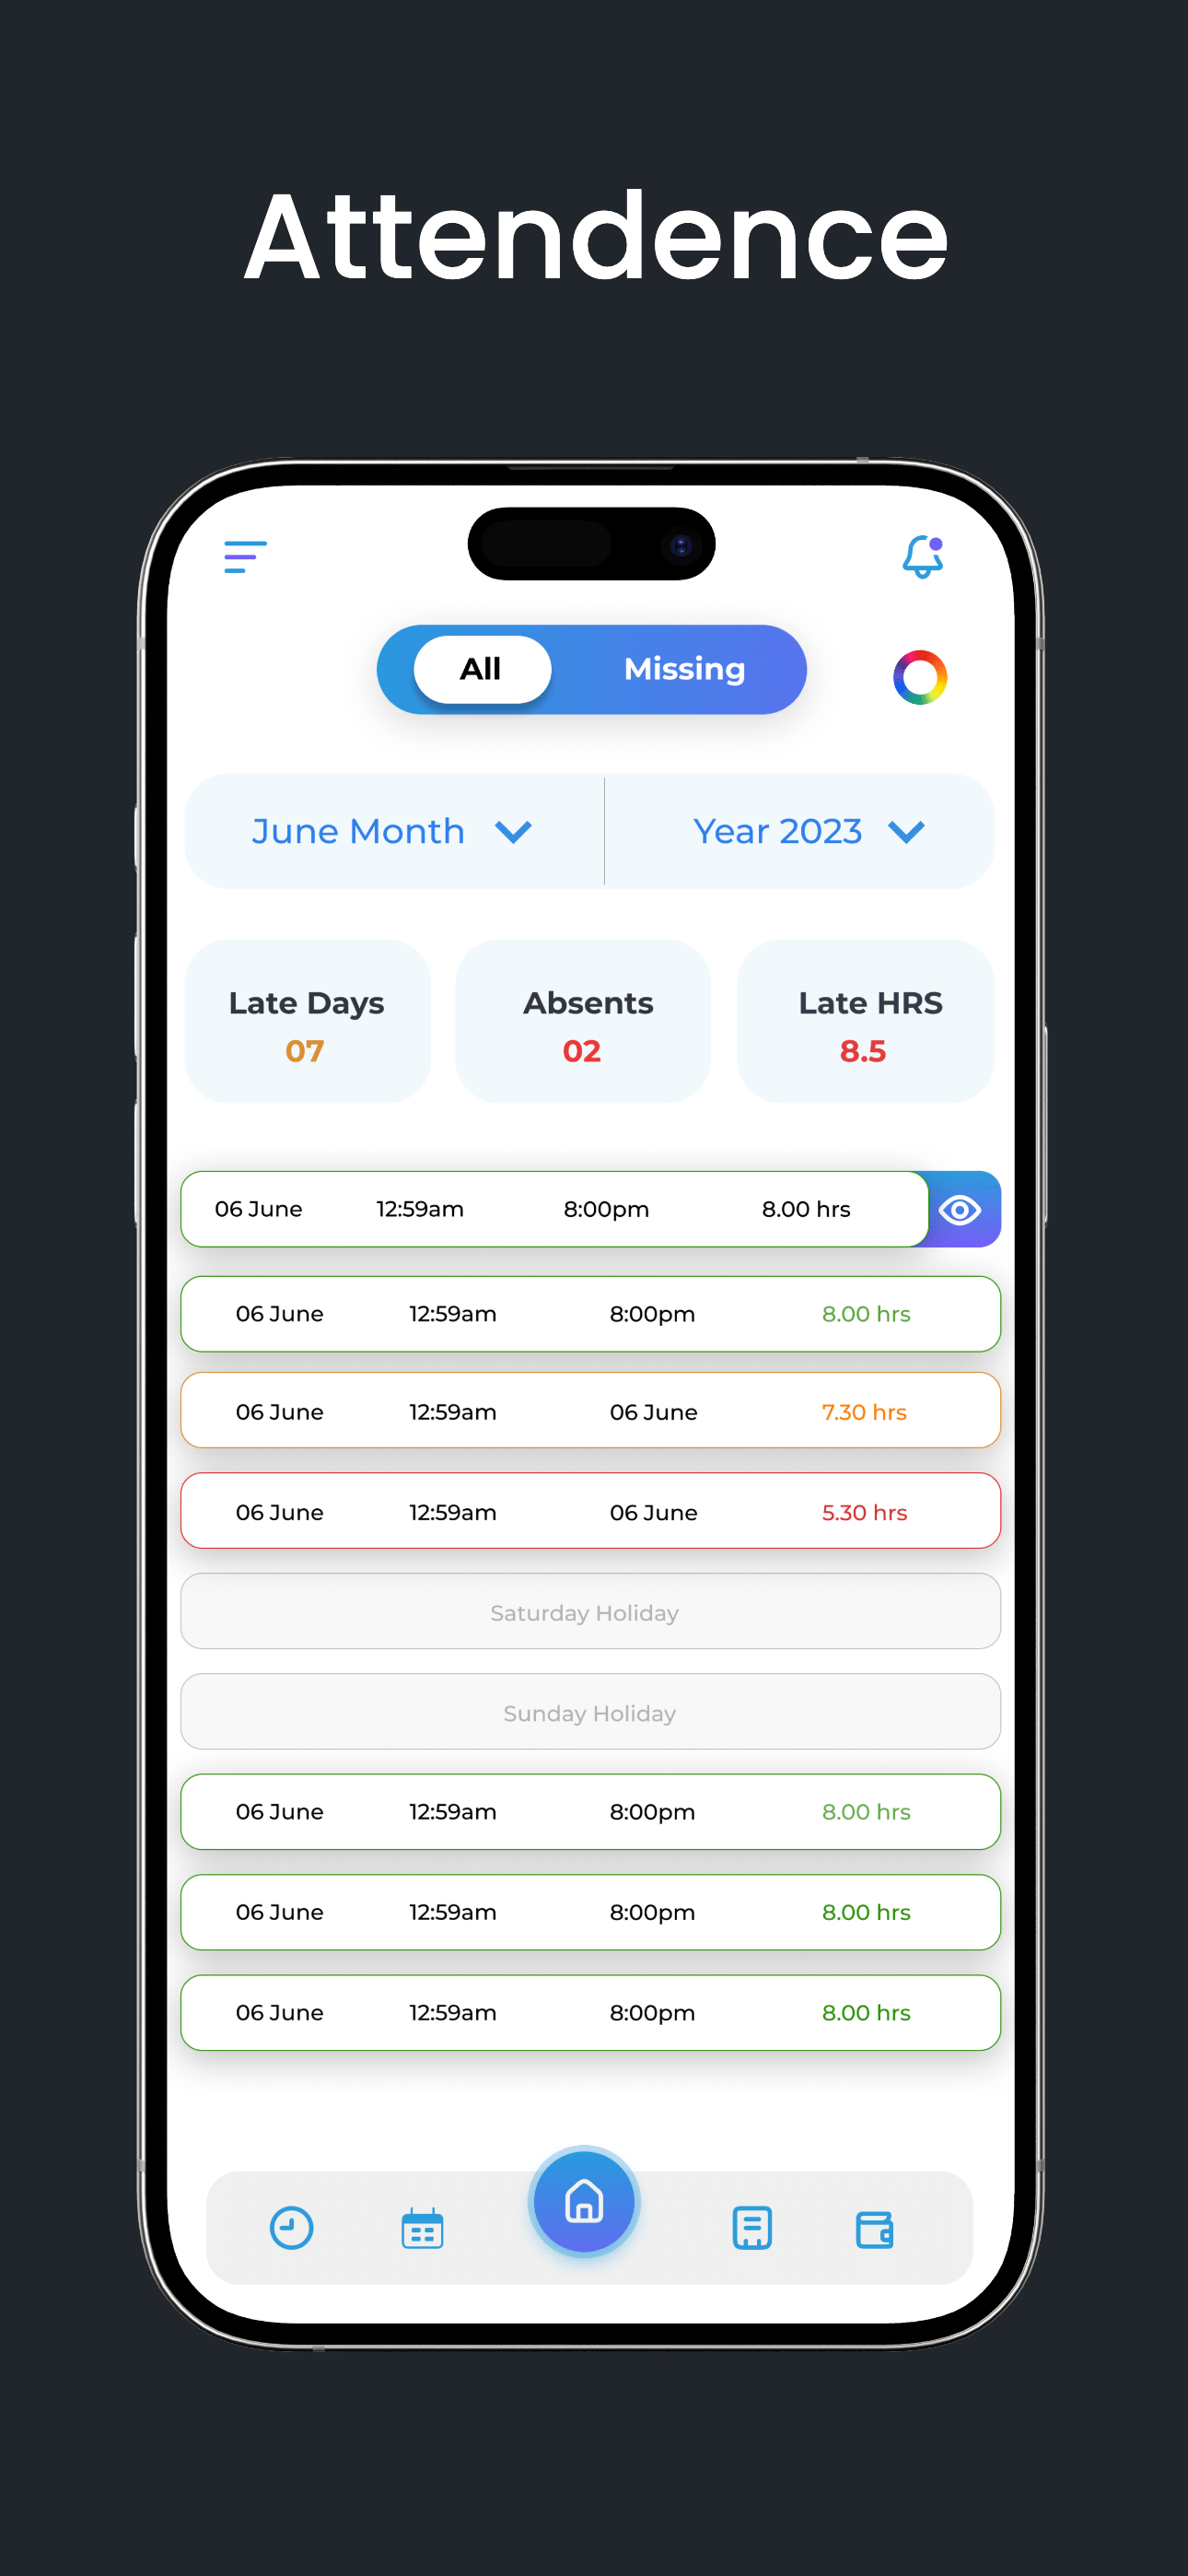 Attendence
All Missing
June Month Year 2023
Late Days Absents Late HRS
07 02 8.5
06 June 12:59am 8:00pm 8.00 hrs
06 June 12:59am 8:00pm 8.00 hrs
06 June 12:59am 06 June 7.30 hrs
06 June 12:59am 06 June 5.30 hrs
Saturday Holiday
Sunday Holiday
06 June 12:59am 8:00pm 8.00 hrs
06 June 12:59am 8:00pm 8.00 hrs
06 June 12:59am 8:00pm 8.00 hrs